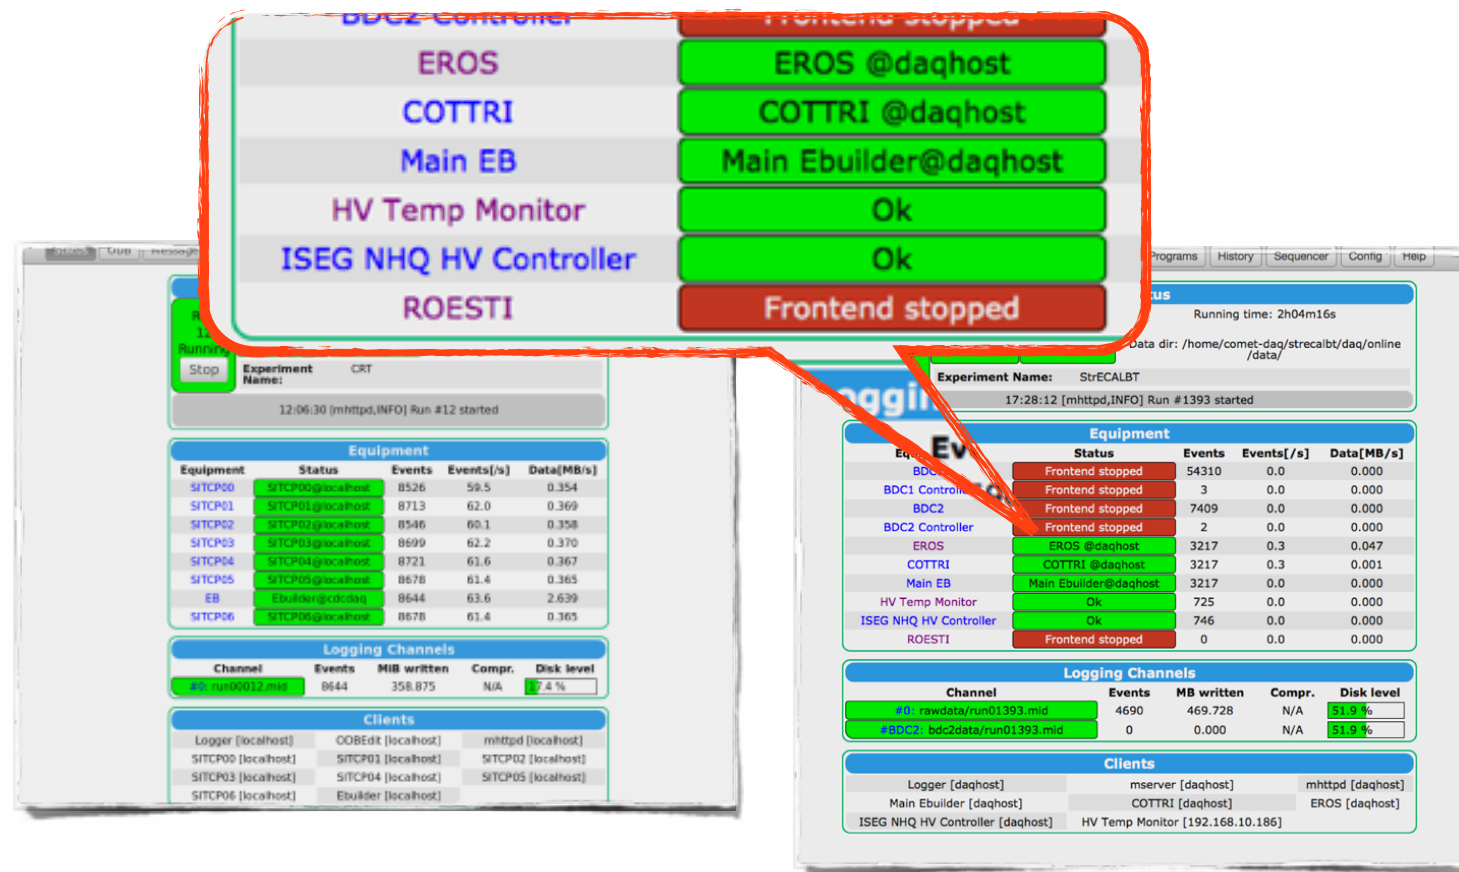 BDC2 Controller Frontend stopped
EROS EROS @daqhost
COTTRI COTTRI @daqhost
Main EB Main Ebuilder@daqhost
HV Temp Monitor Ok
ISEG NHQ HV Controller Ok
ROESTI Frontend stopped
Running
Stop
Experiment Name: CRT
12:06:30 [mhttpd,INFO] Run #12 started
Equipment
Equipment Status Events Events[/s] Data[MB/s]
SITCP00 SITCP00@localhost 8526 59.5 0.354
SITCP01 SITCP01@localhost 8713 62.0 0.369
SITCP02 SITCP02@localhost 8546 60.1 0.358
SITCP03 SITCP03@localhost 8699 62.2 0.370
SITCP04 SITCP04@localhost 8721 61.6 0.367
SITCP05 SITCP05@localhost 8678 61.4 0.365
EB Ebuilder@cdcdaq 8644 63.6 2.639
SITCP06 SITCP06@localhost 8678 61.4 0.365
Logging Channels
Channel Events MiB written Compr. Disk level
#0: run00012.mid 8644 358.875 N/A 17.4 %
Clients
Logger [localhost] ODBEdit [localhost] mhttpd [localhost]
SITCP00 [localhost] SITCP01 [localhost] SITCP02 [localhost]
SITCP03 [localhost] SITCP04 [localhost] SITCP05 [localhost]
SITCP06 [localhost] Ebuilder [localhost]
Programs History Sequencer Config Help
Running time: 2h04m16s
Data dir: /home/comet-daq/strecalbt/daq/online
/data/
Experiment Name: StrECALBT
17:28:12 [mhttpd,INFO] Run #1393 started
Equipment
Status Events Events[/s] Data[MB/s]
Frontend stopped 54310 0.0 0.000
BDC1 Controller Frontend stopped 3 0.0 0.000
BDC2 Frontend stopped 7409 0.0 0.000
BDC2 Controller Frontend stopped 2 0.0 0.000
EROS EROS @daqhost 3217 0.3 0.047
COTTRI COTTRI @daqhost 3217 0.3 0.001
Main EB Main Ebuilder@daqhost 3217 0.0 0.000
HV Temp Monitor Ok 725 0.0 0.000
ISEG NHQ HV Controller Ok 746 0.0 0.000
ROESTI Frontend stopped 0 0.0 0.000
Logging Channels
Channel Events MB written Compr. Disk level
#0: rawdata/run01393.mid 4690 469.728 N/A 51.9 %
#BDC2: bdc2data/run01393.mid 0 0.000 N/A 51.9 %
Clients
Logger [daqhost] mserver [daqhost] mhttpd [daqhost]
Main Ebuilder [daqhost] COTTRI [daqhost] EROS [daqhost]
ISEG NHQ HV Controller [daqhost] HV Temp Monitor [192.168.10.186]